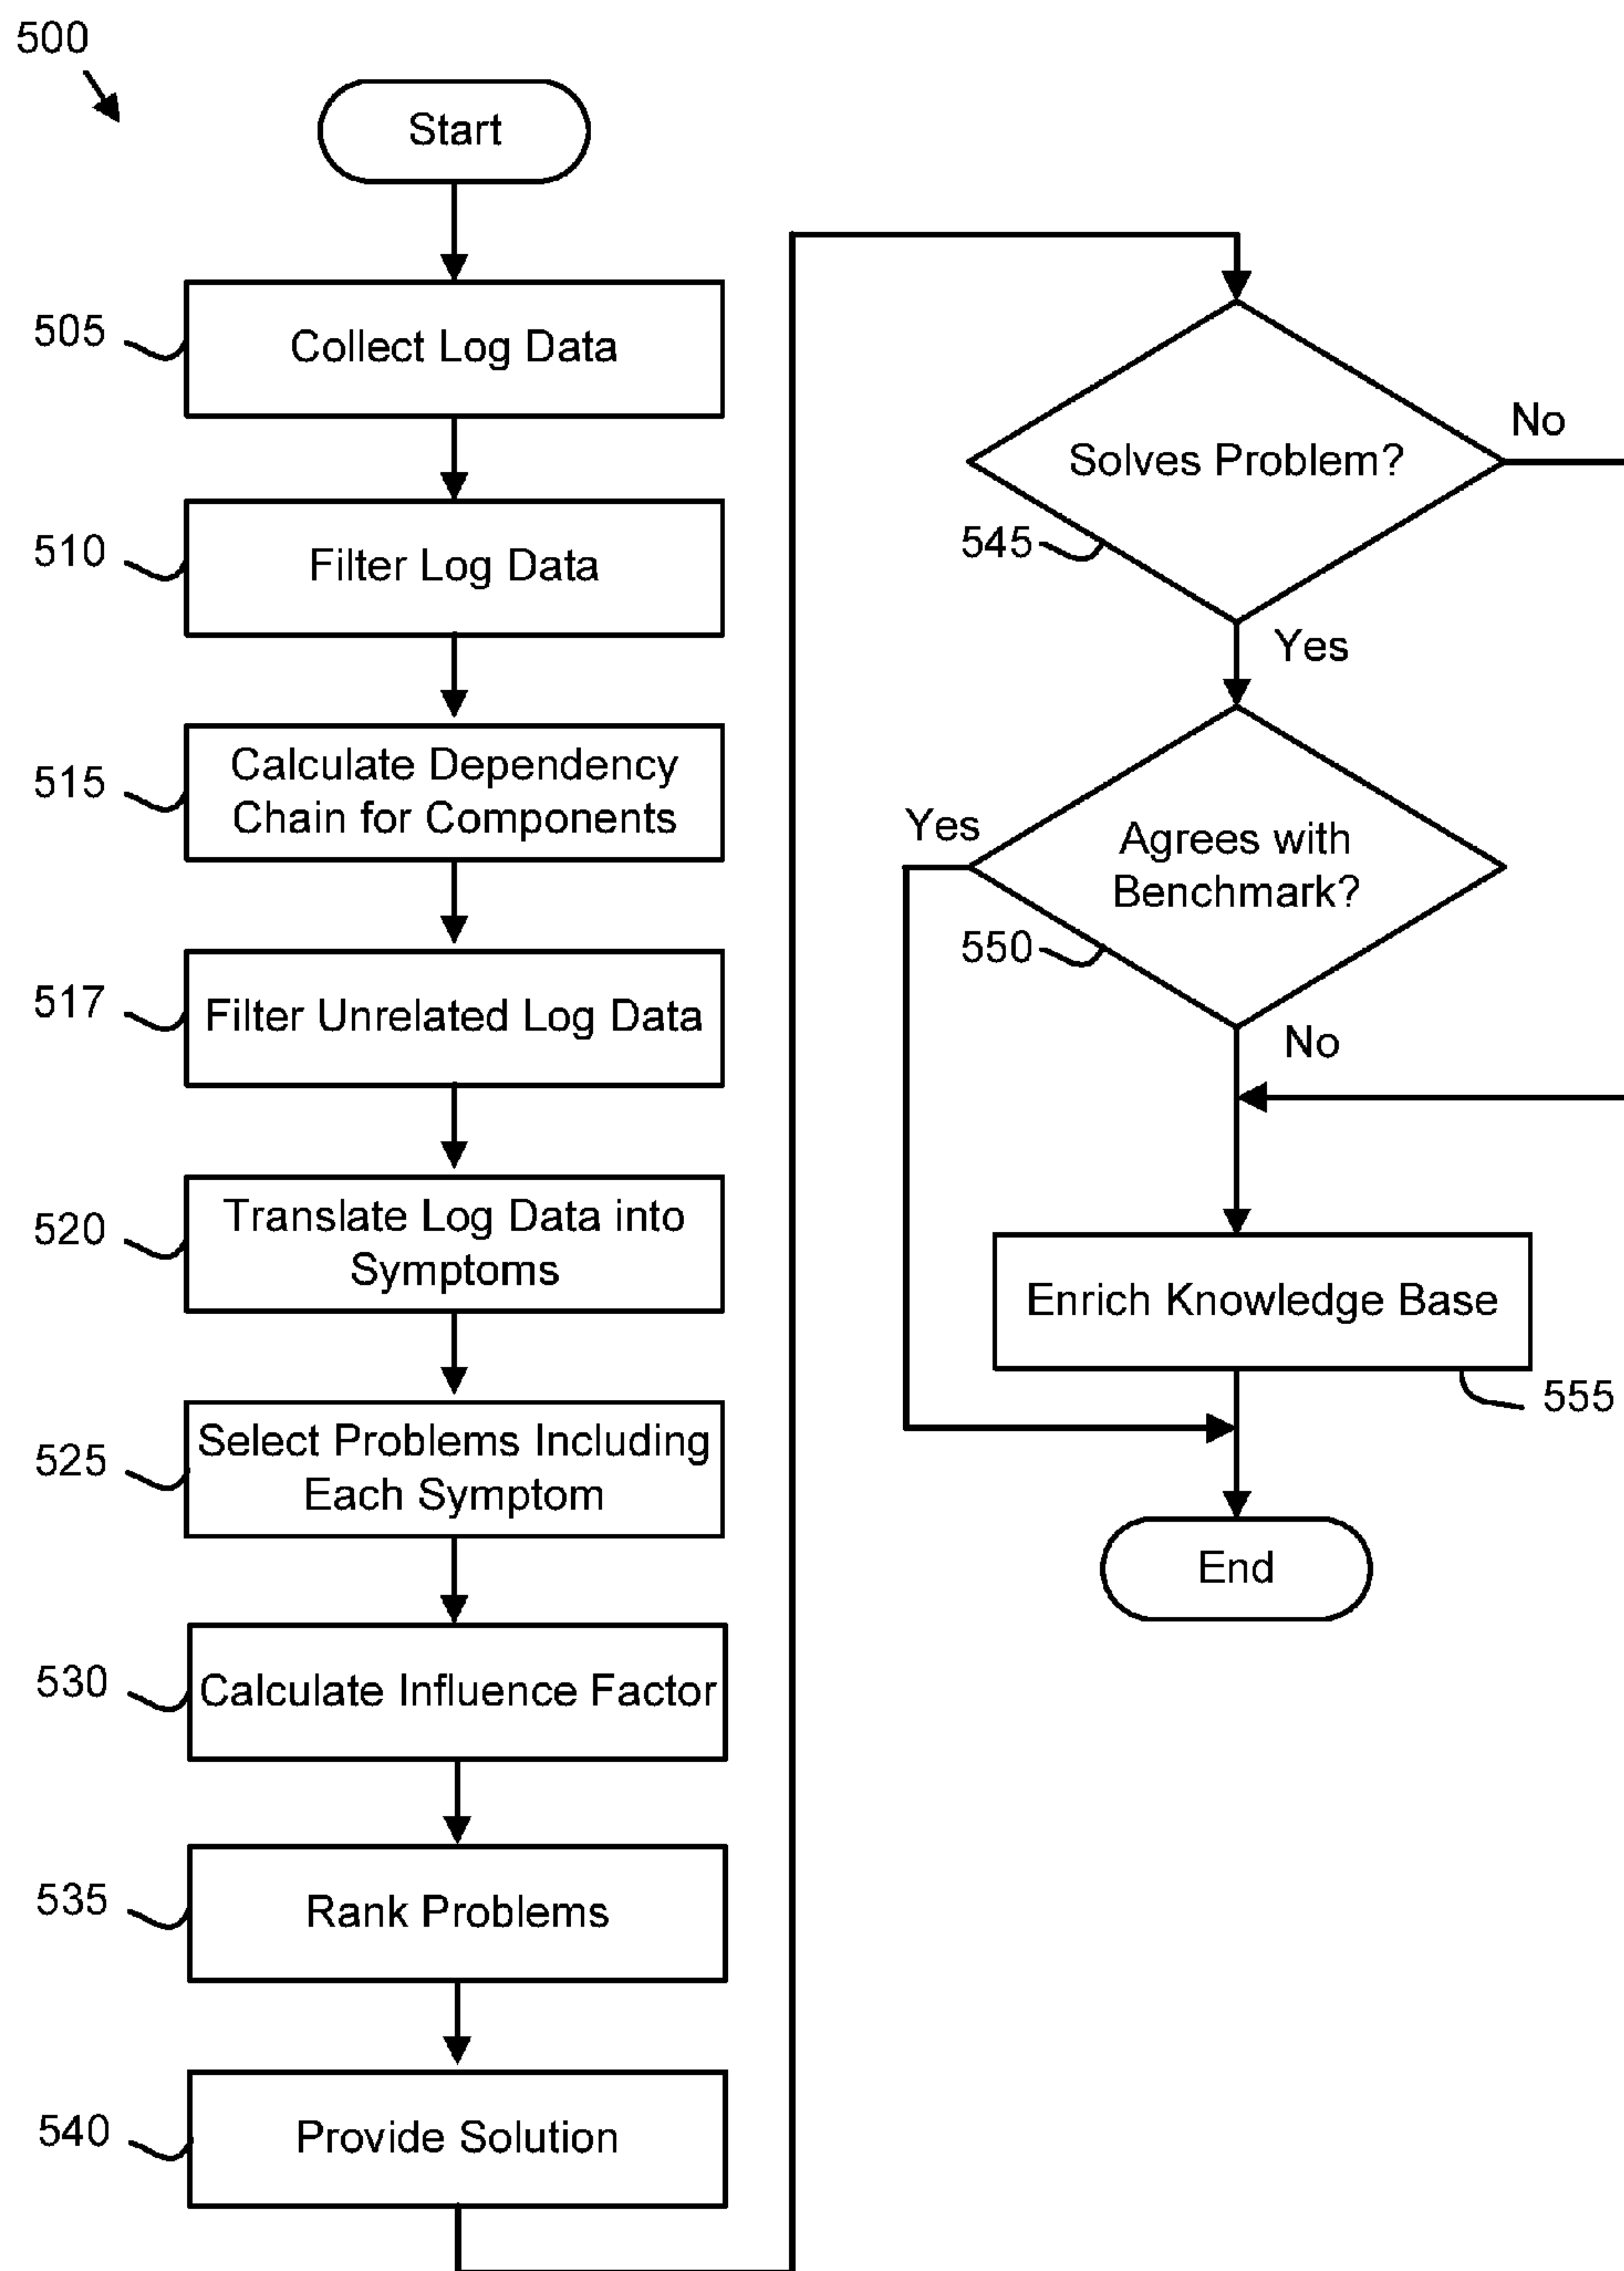 500
Start
505
Collect Log Data
510
Filter Log Data
515
Calculate Dependency
Chain for Components
517
Filter Unrelated Log Data
520
Translate Log Data into
Symptoms
525
Select Problems Including
Each Symptom
530
Calculate Influence Factor
535
Rank Problems
540
Provide Solution
Solves Problem?
No
545
Yes
Agrees with
Benchmark?
Yes
550
No
Enrich Knowledge Base
555
End